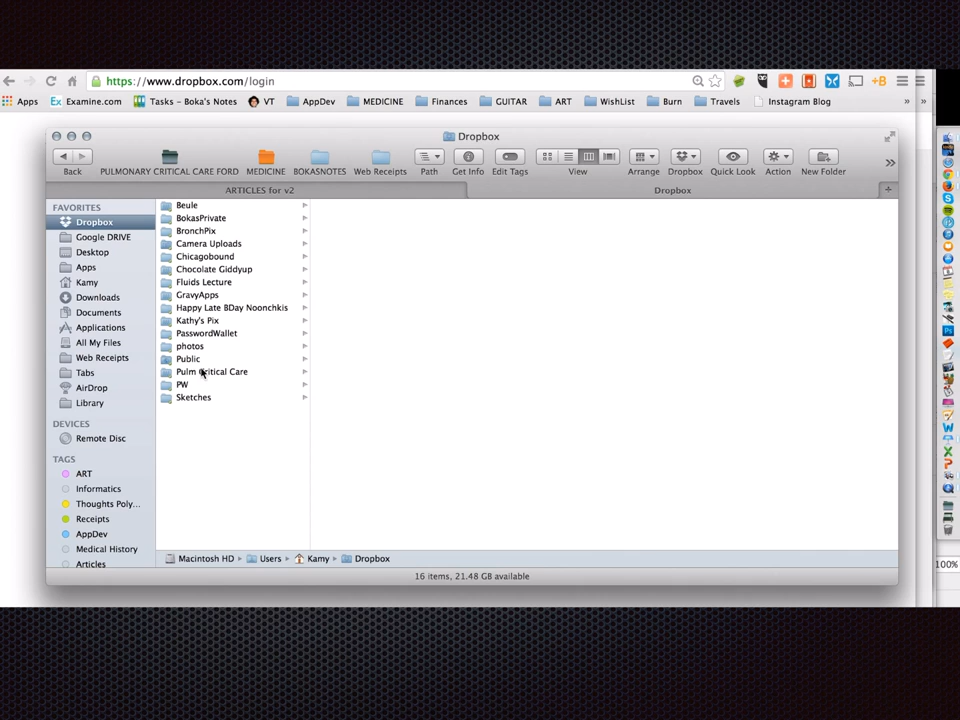 https://www.dropbox.com/login
+8
Apps Examine.com Tasks – Boka's Notes VT AppDev MEDICINE Finances GUITAR ART WishList Burn Travels Instagram Blog » »
Dropbox
Back PULMONARY CRITICAL CARE FORD MEDICINE BOKASNOTES Web Receipts Path Get Info Edit Tags View Arrange Dropbox Quick Look Action New Folder »
ARTICLES for v2 Dropbox +
FAVORITES
Dropbox
Google DRIVE
Desktop
Apps
Kamy
Downloads
Documents
Applications
All My Files
Web Receipts
Tabs
AirDrop
Library
DEVICES
Remote Disc
TAGS
ART
Informatics
Thoughts Poly...
Receipts
AppDev
Medical History
Articles
Beule
BokasPrivate
BronchPix
Camera Uploads
Chicagobound
Chocolate Giddyup
Fluids Lecture
GravyApps
Happy Late BDay Noonchkis
Kathy's Pix
PasswordWallet
photos
Public
Pulm Critical Care
PW
Sketches
Macintosh HD ▸ Users ▸ Kamy ▸ Dropbox
16 items, 21.48 GB available
100%